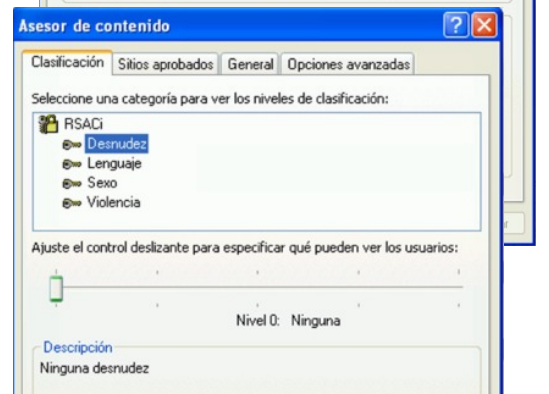 Asesor de contenido
Clasificación Sitios aprobados General Opciones avanzadas
Seleccione una categoría para ver los niveles de clasificación:
RSACi
Desnudez
Lenguaje
Sexo
Violencia
Ajuste el control deslizante para especificar qué pueden ver los usuarios:
Nivel 0: Ninguna
Descripción
Ninguna desnudez